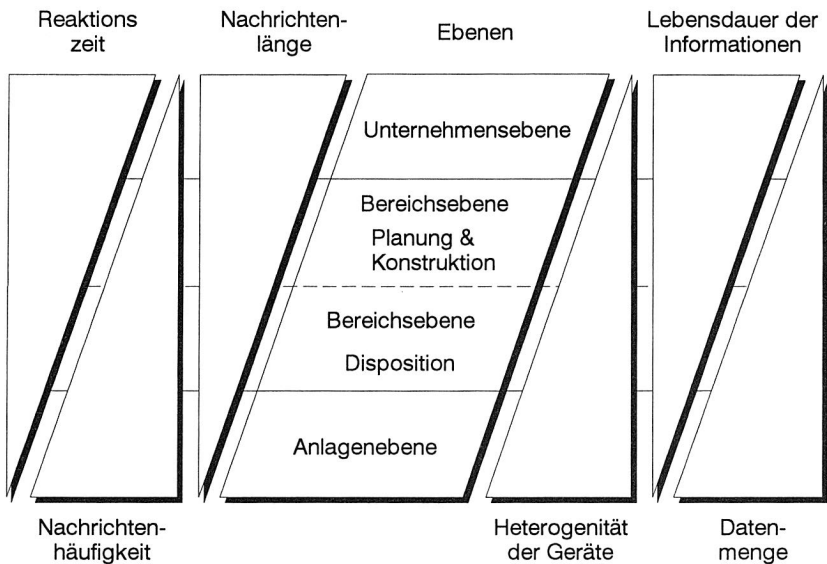 Reaktions
zeit
Nachrichten-
länge
Ebenen
Lebensdauer der
Informationen
Unternehmensebene
Bereichsebene
Planung &
Konstruktion
Bereichsebene
Disposition
Anlagenebene
Nachrichten-
häufigkeit
Heterogenität
der Geräte
Daten-
menge